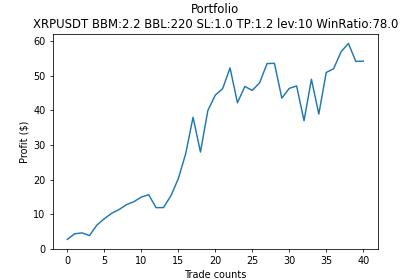 Portfolio
XRPUSDT BBM:2.2 BBL:220 SL:1.0 TP:1.2 lev:10 WinRatio:78.0
60
50
40
30
20
10
0
Profit ($)
0 5 10 15 20 25 30 35 40
Trade counts